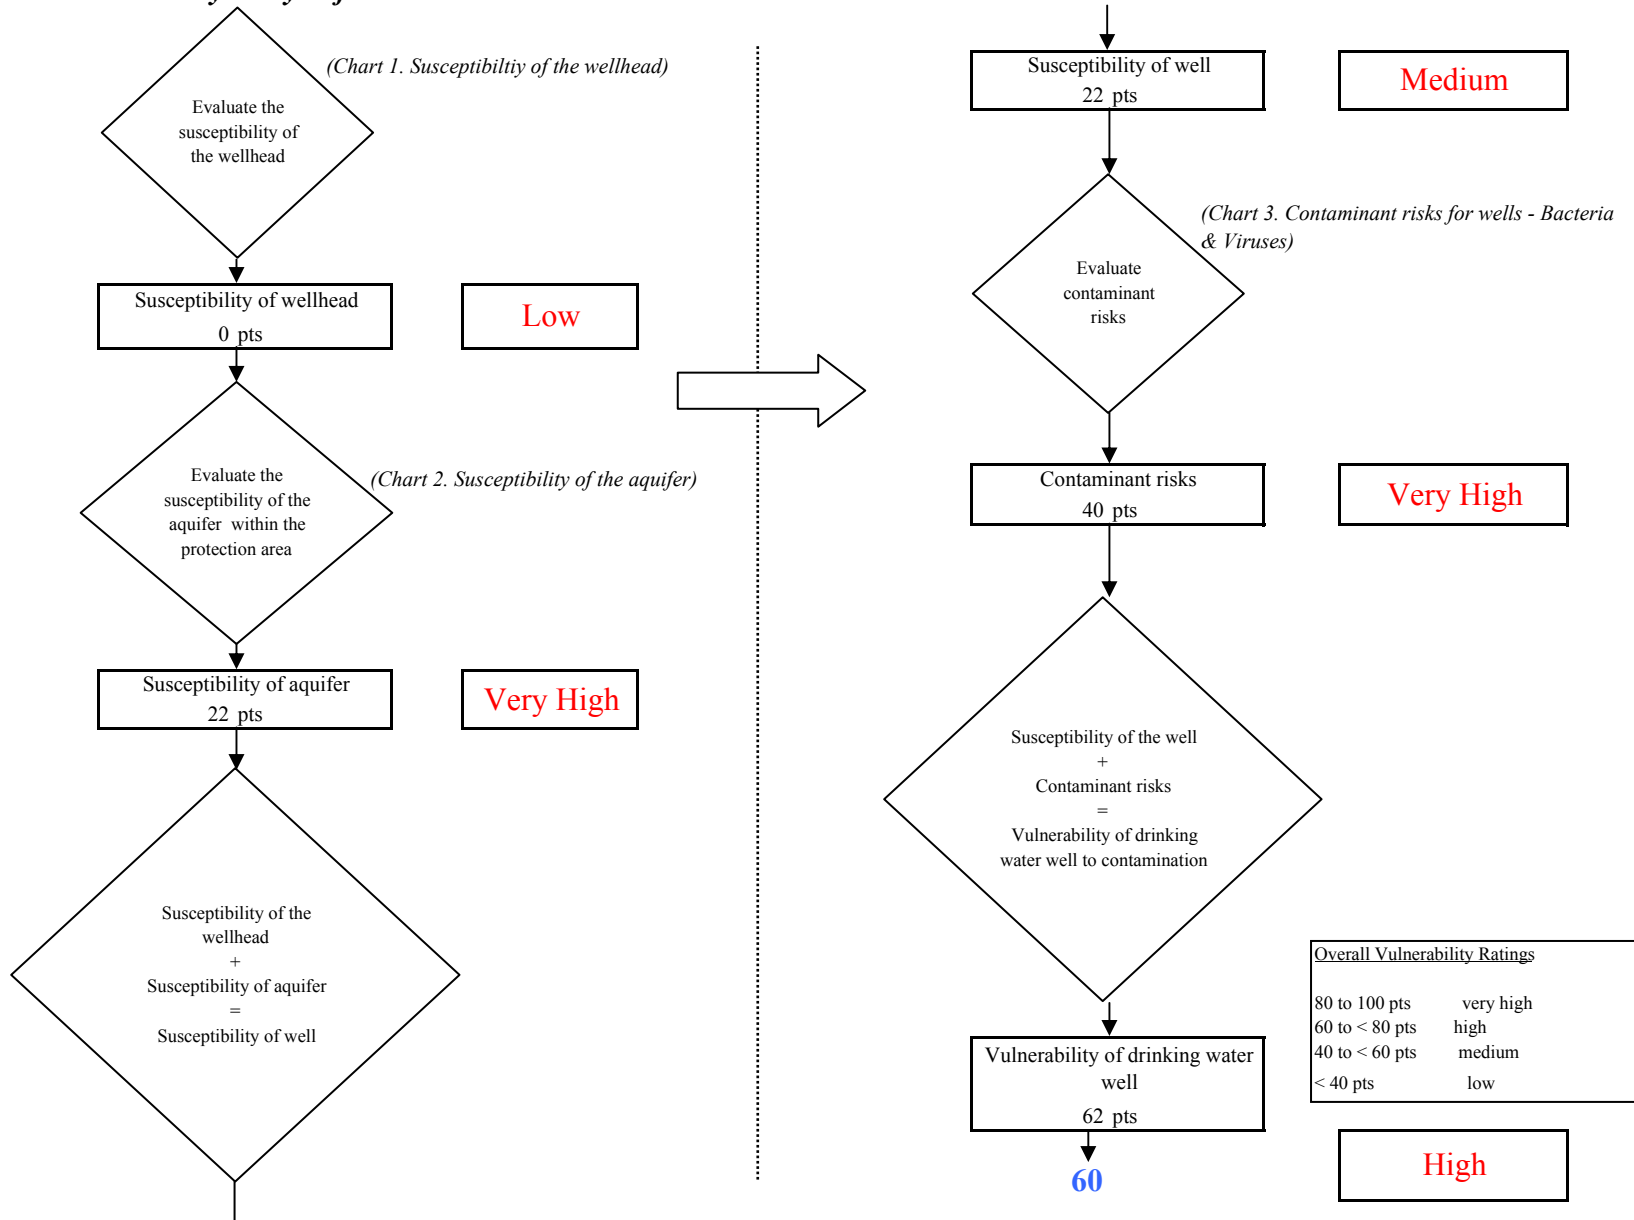 (Chart 1. Susceptibiltiy of the wellhead)
Evaluate the
susceptibility of
the wellhead
Susceptibility of wellhead
0 pts
Low
Evaluate the
susceptibility of the
aquifer within the
protection area
(Chart 2. Susceptibility of the aquifer)
Susceptibility of aquifer
22 pts
Very High
Susceptibility of the
wellhead
+
Susceptibility of aquifer
=
Susceptibility of well
Susceptibility of well
22 pts
Medium
(Chart 3. Contaminant risks for wells - Bacteria
& Viruses)
Evaluate
contaminant
risks
Contaminant risks
40 pts
Very High
Susceptibility of the well
+
Contaminant risks
=
Vulnerability of drinking
water well to contamination
Overall Vulnerability Ratings
80 to 100 pts very high
60 to < 80 pts high
40 to < 60 pts medium
< 40 pts low
Vulnerability of drinking water
well
62 pts
60
High